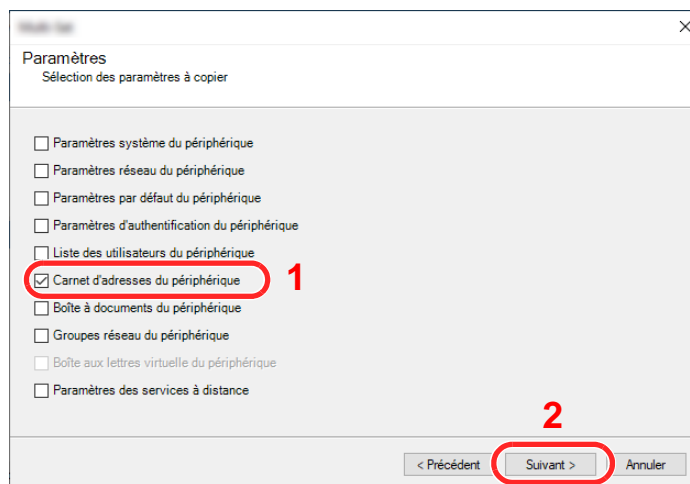 Paramètres
Sélection des paramètres à copier
Paramètres système du périphérique
Paramètres réseau du périphérique
Paramètres par défaut du périphérique
Paramètres d'authentification du périphérique
Liste des utilisateurs du périphérique
Carnet d'adresses du périphérique 1
Boîte à documents du périphérique
Groupes réseau du périphérique
Boîte aux lettres virtuelle du périphérique
Paramètres des services à distance
2
< Précédent Suivant > Annuler